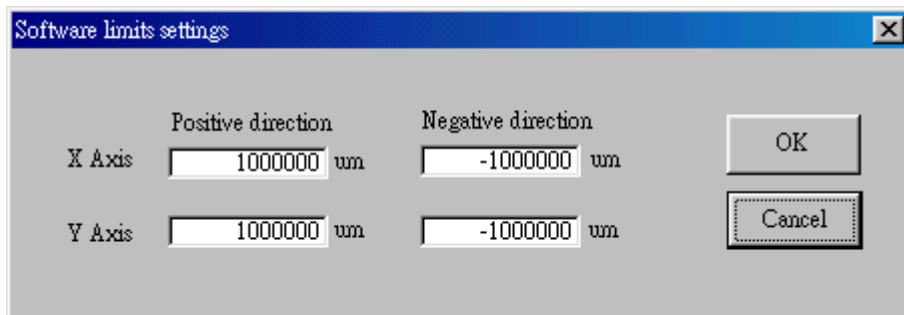 Software limits settings
Positive direction Negative direction
X Axis 1000000 um -1000000 um
OK
Y Axis 1000000 um -1000000 um
Cancel